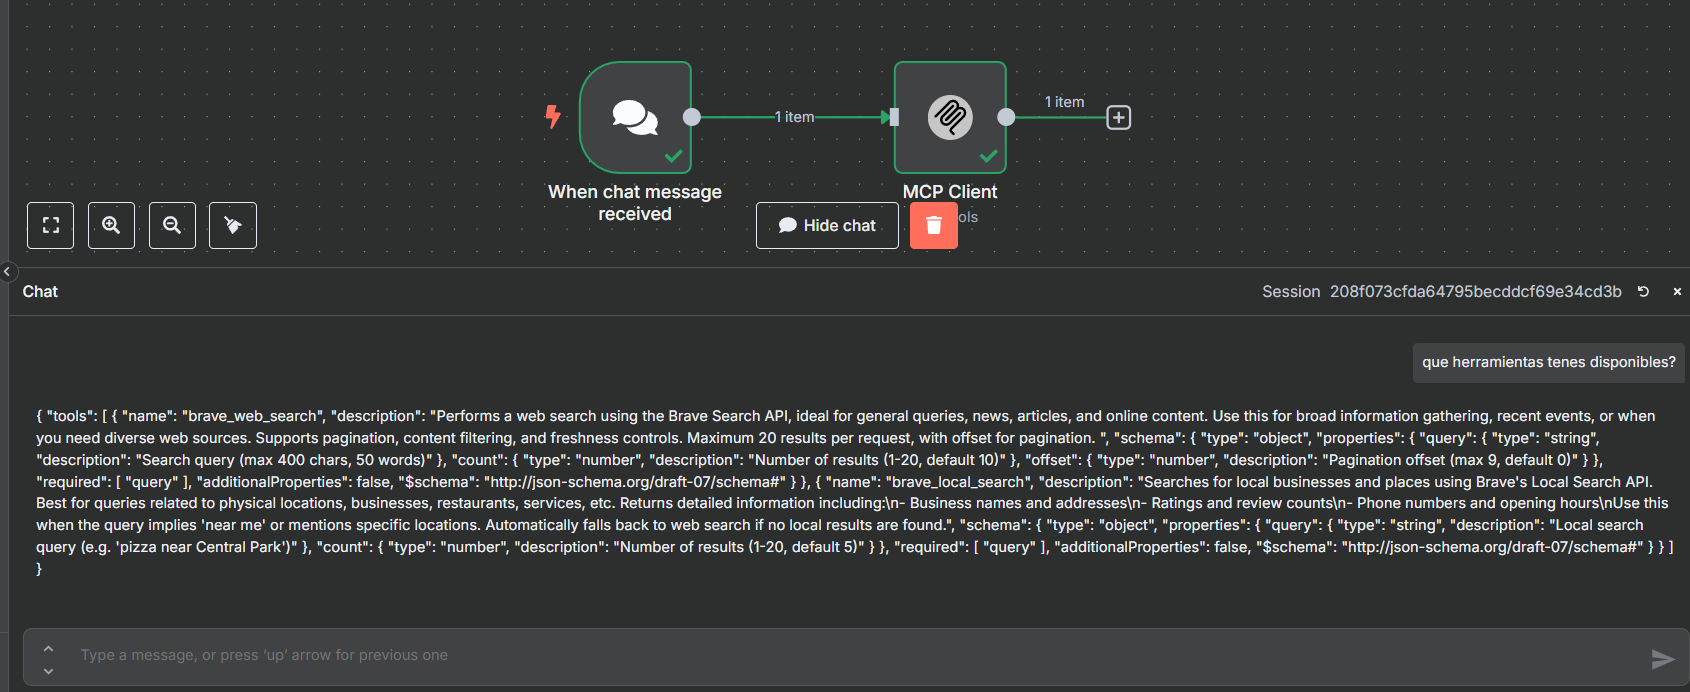 1 item
1 item
When chat message
received
MCP Client
ols
Hide chat
Chat
Session 208f073cfda64795becddcf69e34cd3b
que herramientas tenes disponibles?
{ "tools": [ { "name": "brave_web_search", "description": "Performs a web search using the Brave Search API, ideal for general queries, news, articles, and online content. Use this for broad information gathering, recent events, or when
you need diverse web sources. Supports pagination, content filtering, and freshness controls. Maximum 20 results per request, with offset for pagination. ", "schema": { "type": "object", "properties": { "query": { "type": "string",
"description": "Search query (max 400 chars, 50 words)" }, "count": { "type": "number", "description": "Number of results (1-20, default 10)" }, "offset": { "type": "number", "description": "Pagination offset (max 9, default 0)" } },
"required": [ "query" ], "additionalProperties": false, "$schema": "http://json-schema.org/draft-07/schema#" } }, { "name": "brave_local_search", "description": "Searches for local businesses and places using Brave's Local Search API.
Best for queries related to physical locations, businesses, restaurants, services, etc. Returns detailed information including:\n- Business names and addresses\n- Ratings and review counts\n- Phone numbers and opening hours\nUse this
when the query implies 'near me' or mentions specific locations. Automatically falls back to web search if no local results are found.", "schema": { "type": "object", "properties": { "query": { "type": "string", "description": "Local search
query (e.g. 'pizza near Central Park')" }, "count": { "type": "number", "description": "Number of results (1-20, default 5)" } }, "required": [ "query" ], "additionalProperties": false, "$schema": "http://json-schema.org/draft-07/schema#" } } ]
}
Type a message, or press ‘up’ arrow for previous one